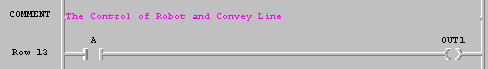 COMMENT The Control of Robot and Convey Line
A OUT1
Row 13